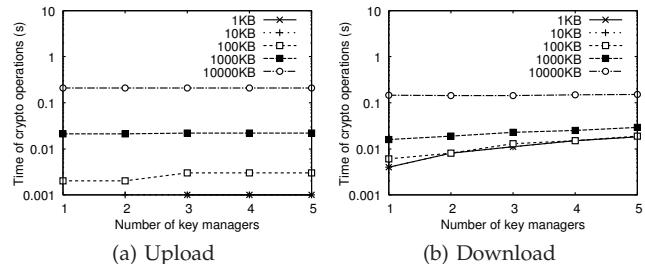 Time of crypto operations (s)
10
1
0.1
0.01
0.001
1KB
10KB
100KB
1000KB
10000KB
1 2 3 4 5
Number of key managers
(a) Upload
Time of crypto operations (s)
10
1
0.1
0.01
0.001
1KB
10KB
100KB
1000KB
10000KB
1 2 3 4 5
Number of key managers
(b) Download